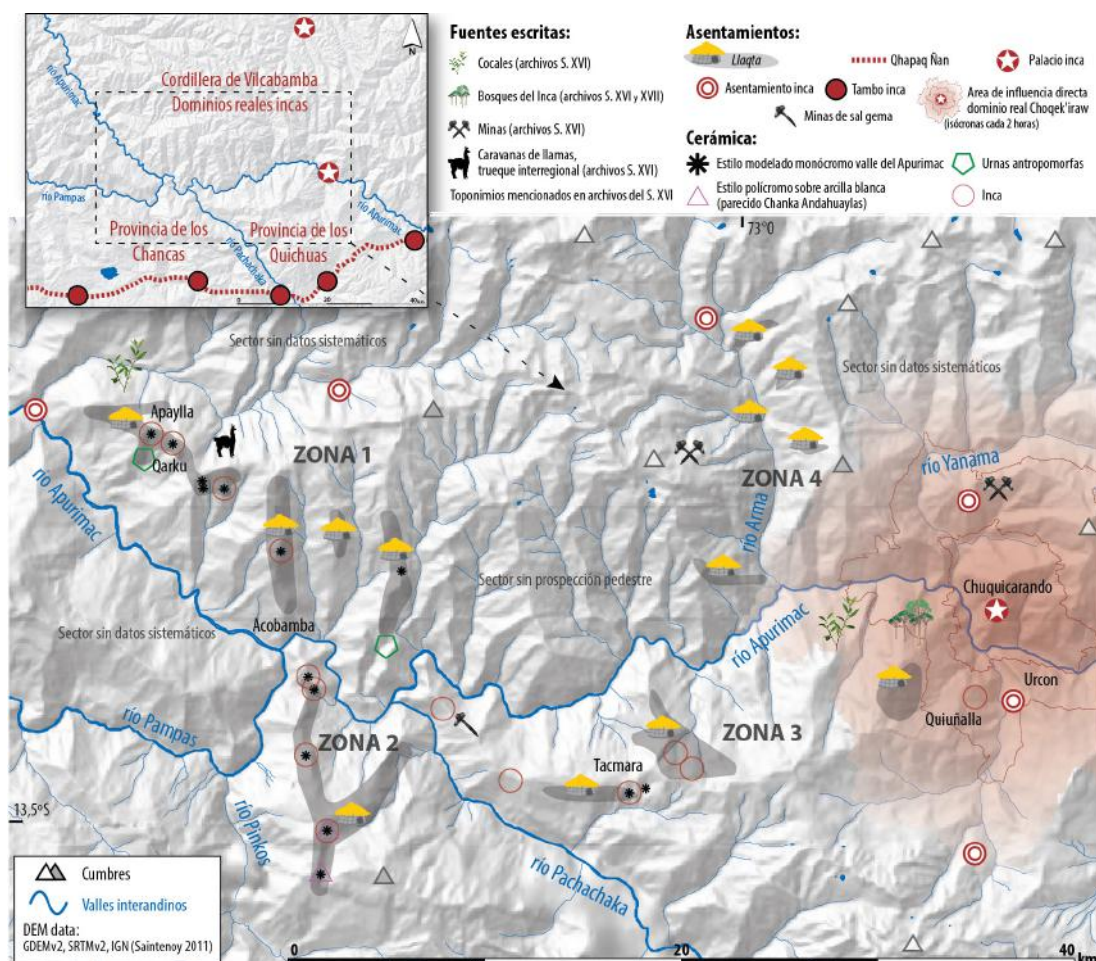 Cordillera de Vilcabamba
Dominios reales incas
río Apurimac
río Pampas
río Apurimac
río Pachachaka
Provincia de los
Chancas
Provincia de los
Quichuas
N
0
20
40km
Fuentes escritas:
Cocales (archivos S. XVI)
Bosques del Inca (archivos S. XVI y XVII)
Minas (archivos S. XVI)
Caravanas de llamas,
trueque interregional (archivos S. XVI)
Toponimios mencionados en archivos del S. XVI
Asentamientos:
Llaqta
Qhapaq Ñan
Palacio inca
Asentamiento inca
Tambo inca
Minas de sal gema
Area de influencia directa
dominio real Choqek'iraw
(isócronas cada 2 horas)
Cerámica:
Estilo modelado monócromo valle del Apurimac
Urnas antropomorfas
Estilo polícromo sobre arcilla blanca
(parecido Chanka Andahuaylas)
Inca
73°0
Sector sin datos sistemáticos
Sector sin datos sistemáticos
Apaylla
Qarku
ZONA 1
ZONA 4
río Yanama
río Apurimac
río Arma
Sector sin prospección pedestre
Chuquicarando
Sector sin datos sistemáticos
Acobamba
río Apurimac
Urcon
Quiuñalla
río Pampas
ZONA 2
ZONA 3
Tacmara
13,5ºS
río Pinkos
río Pachachaka
Cumbres
Valles interandinos
DEM data:
GDEMv2, SRTMv2, IGN (Saintenoy 2011)
0
20
40
km